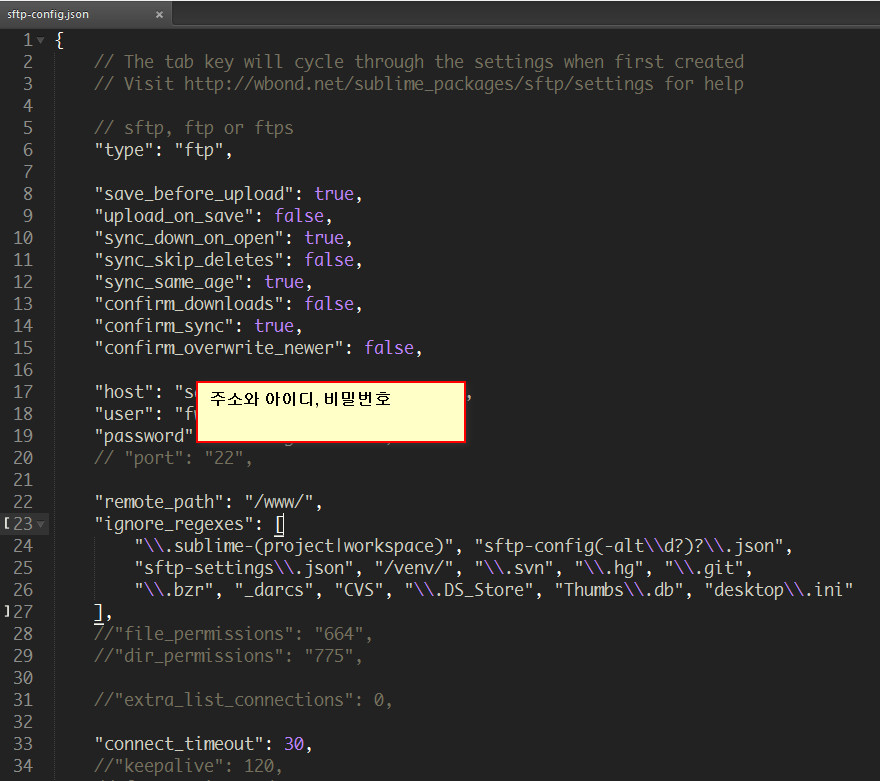 sftp-config.json ×
1 {
2 // The tab key will cycle through the settings when first created
3 // Visit http://wbond.net/sublime_packages/sftp/settings for help
4
5 // sftp, ftp or ftps
6 "type": "ftp",
7
8 "save_before_upload": true,
9 "upload_on_save": false,
10 "sync_down_on_open": true,
11 "sync_skip_deletes": false,
12 "sync_same_age": true,
13 "confirm_downloads": false,
14 "confirm_sync": true,
15 "confirm_overwrite_newer": false,
16
17 "host": "s ,
주소와 아이디, 비밀번호
18 "user": "f
19 "password"
20 // "port": "22",
21
22 "remote_path": "/www/",
23 "ignore_regexes": [
24 "\\.sublime-(project|workspace)", "sftp-config(-alt\\d?)?\\.json",
25 "sftp-settings\\.json", "/venv/", "\\.svn", "\\.hg", "\\.git",
26 "\\.bzr", "_darcs", "CVS", "\\.DS_Store", "Thumbs\\.db", "desktop\\.ini"
27 ],
28 //"file_permissions": "664",
29 //"dir_permissions": "775",
30
31 //"extra_list_connections": 0,
32
33 "connect_timeout": 30,
34 //"keepalive": 120,